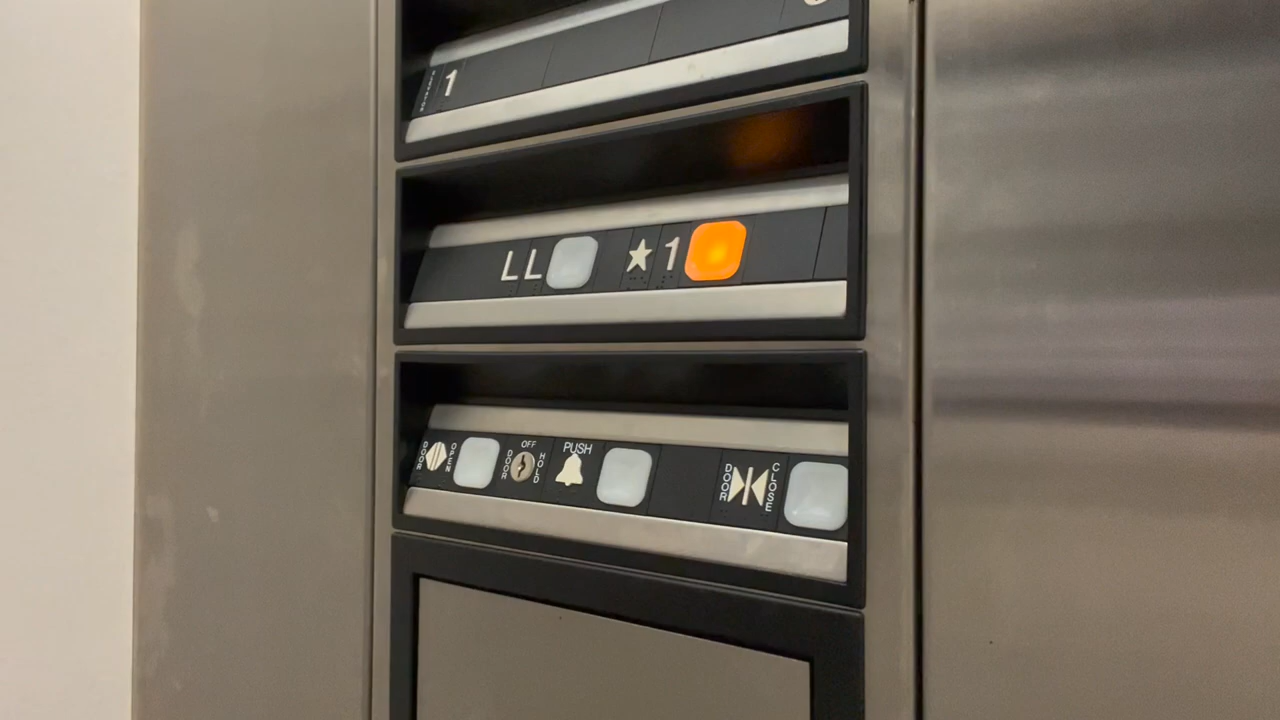 1
LL ★1
DOOR OPEN
OFF
DOOR HOLD
PUSH
DOOR CLOSE